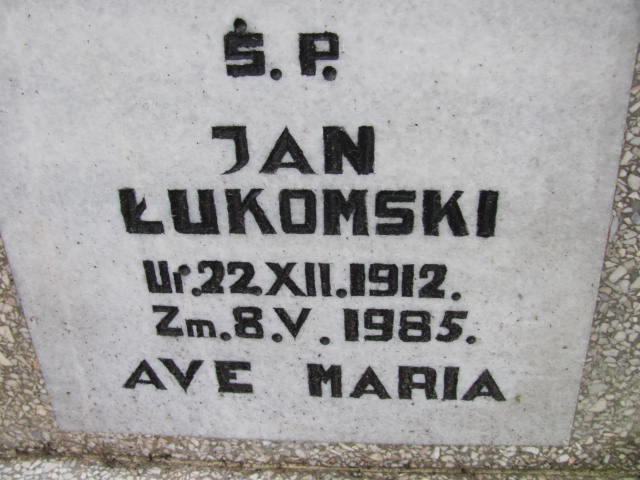 Ś.P.
JAN
ŁUKOMSKI
Ur.22.XII.1912.
Zm.8.V.1985.
AVE MARIA